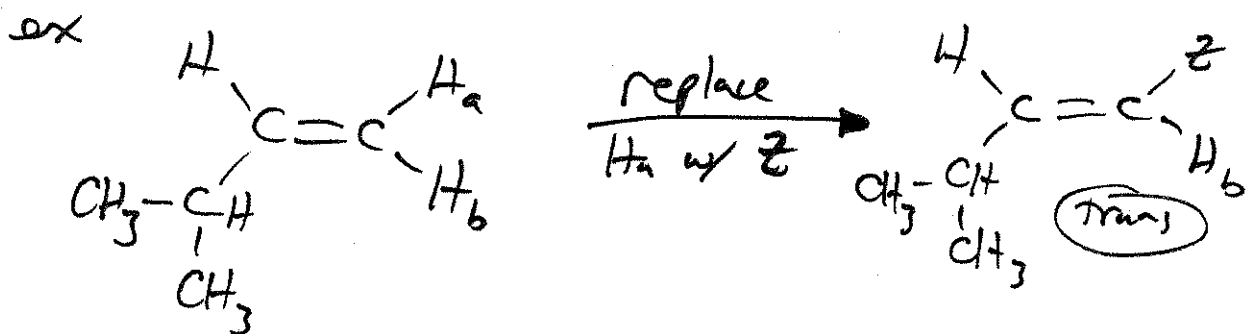 ex
H
Ha
C = C
Hb
CH3 - CH
CH3
replace
Ha w/ Z
H
Z
C = C
Hb
CH3 - CH
CH3
trans